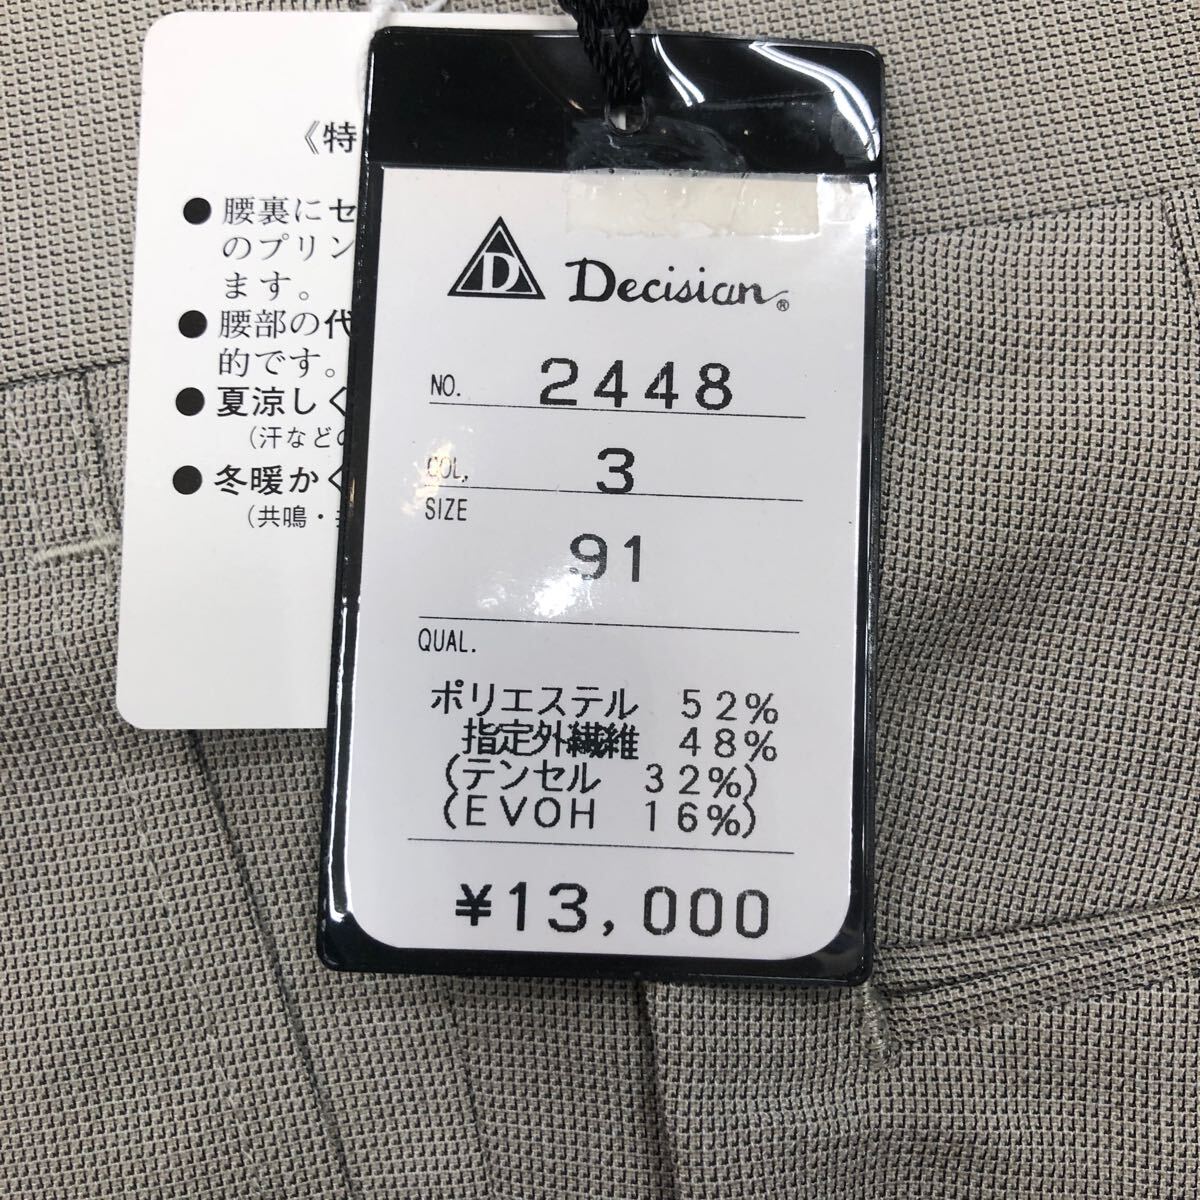 《特
● 腰裏にセ
のプリン
ます。
● 腰部の代
的です。
● 夏涼しく
(汗などの
● 冬暖かく
(共鳴・
D Decisian®
NO. 2448
COL. 3
SIZE
91
QUAL.
ポリエステル 52%
指定外繊維 48%
(テンセル 32%)
(EVOH 16%)
¥13,000